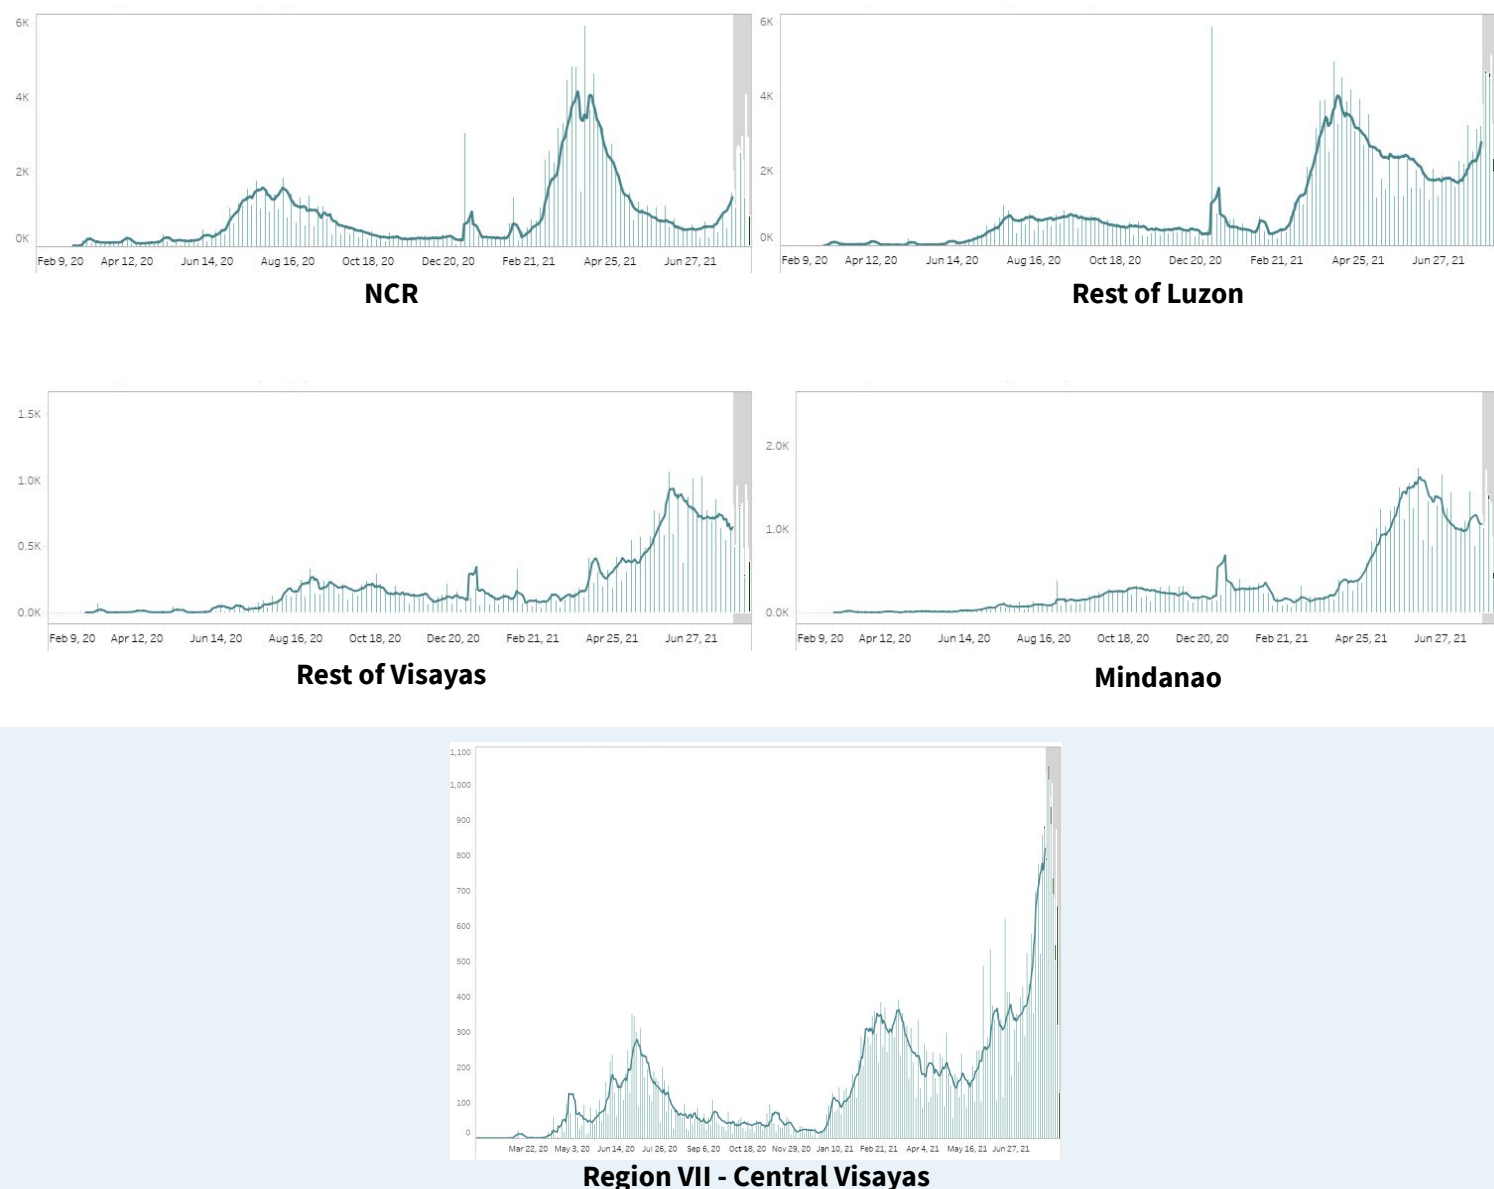 6K
4K
2K
0K
Feb 9, 20 Apr 12, 20 Jun 14, 20 Aug 16, 20 Oct 18, 20 Dec 20, 20 Feb 21, 21 Apr 25, 21 Jun 27, 21
NCR
6K
4K
2K
0K
Feb 9, 20 Apr 12, 20 Jun 14, 20 Aug 16, 20 Oct 18, 20 Dec 20, 20 Feb 21, 21 Apr 25, 21 Jun 27, 21
Rest of Luzon
1.5K
1.0K
0.5K
0.0K
Feb 9, 20 Apr 12, 20 Jun 14, 20 Aug 16, 20 Oct 18, 20 Dec 20, 20 Feb 21, 21 Apr 25, 21 Jun 27, 21
Rest of Visayas
2.0K
1.0K
0.0K
Feb 9, 20 Apr 12, 20 Jun 14, 20 Aug 16, 20 Oct 18, 20 Dec 20, 20 Feb 21, 21 Apr 25, 21 Jun 27, 21
Mindanao
1,100
1,000
900
800
700
600
500
400
300
200
100
0
Mar 22, 20 May 3, 20 Jun 14, 20 Jul 26, 20 Sep 6, 20 Oct 18, 20 Nov 29, 20 Jan 10, 21 Feb 21, 21 Apr 4, 21 May 16, 21 Jun 27, 21
Region VII - Central Visayas